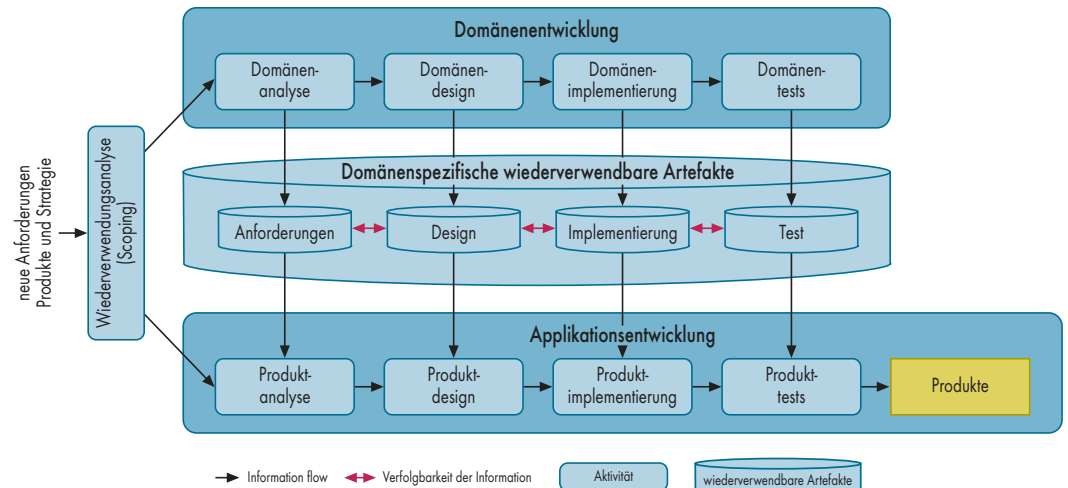 Domänenentwicklung
Domänen-
analyse
Domänen-
design
Domänen-
implementierung
Domänen-
tests
neue Anforderungen
Produkte und Strategie
Wiederverwendungsanalyse
(Scoping)
Domänenspezifische wiederverwendbare Artefakte
Anforderungen
Design
Implementierung
Test
Applikationsentwicklung
Produkt-
analyse
Produkt-
design
Produkt-
implementierung
Produkt-
tests
Produkte
Information flow
Verfolgbarkeit der Information
Aktivität
wiederverwendbare Artefakte